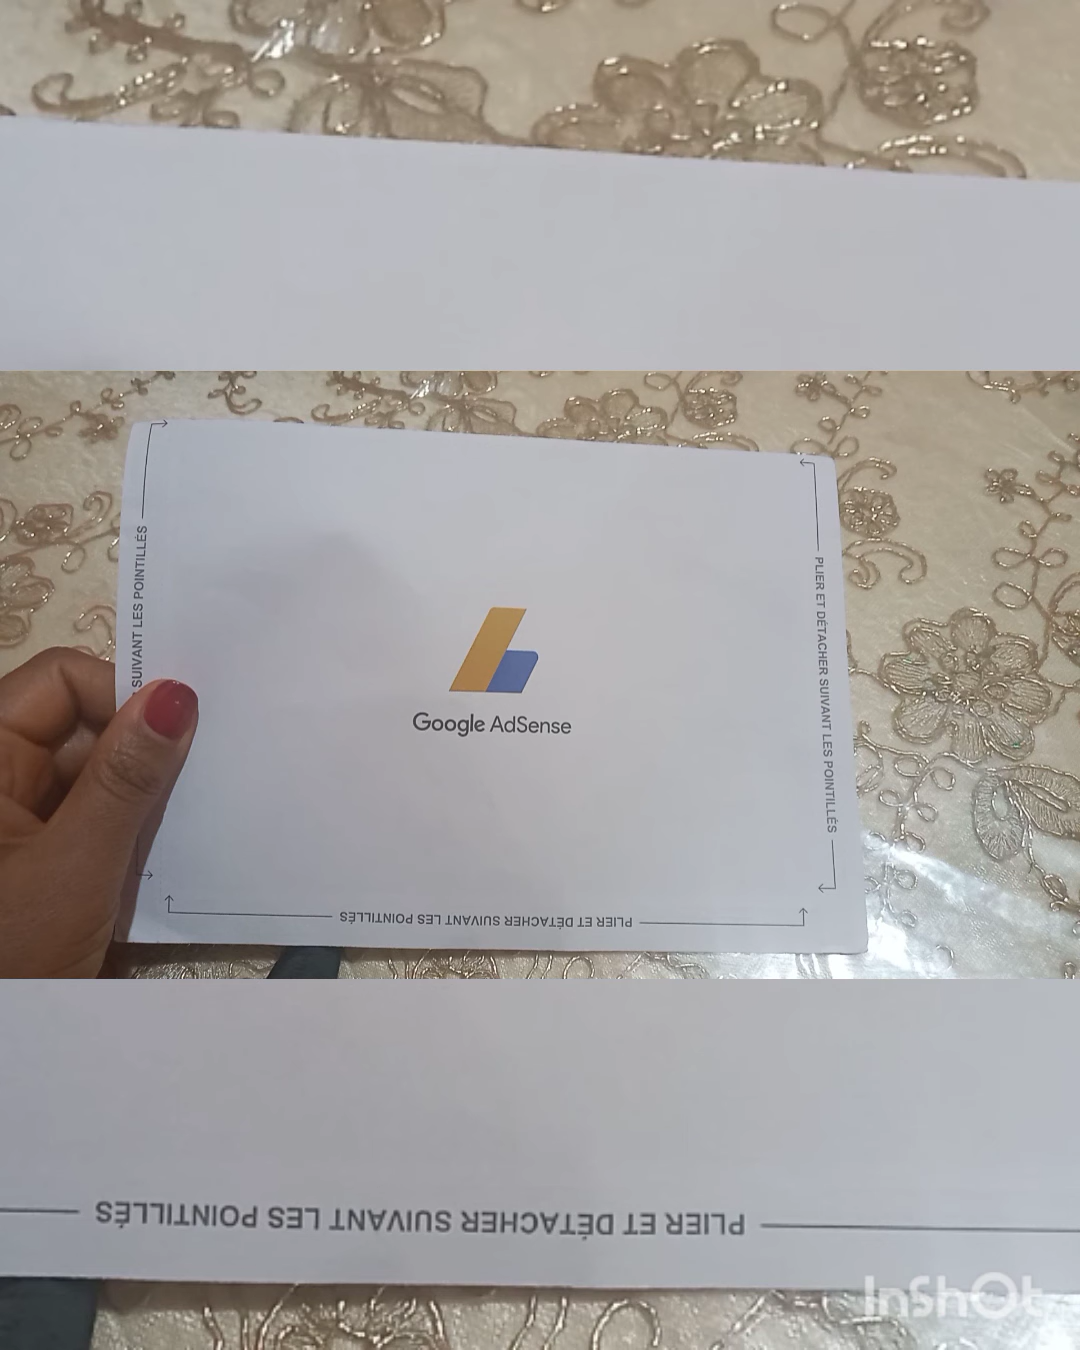 SUIVANT LES POINTILLÉS
PLIER ET DÉTACHER SUIVANT LES POINTILLÉS
Google AdSense
PLIER ET DÉTACHER SUIVANT LES POINTILLÉS
PLIER ET DÉTACHER SUIVANT LES POINTILLÉS
InShOt